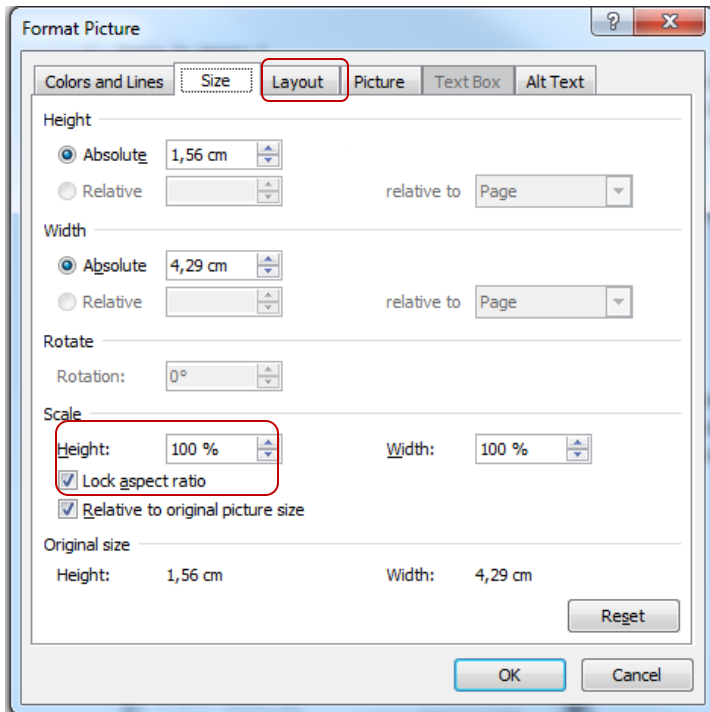 Format Picture
Colors and Lines Size Layout Picture Text Box Alt Text
Height
Absolute 1,56 cm
Relative relative to Page
Width
Absolute 4,29 cm
Relative relative to Page
Rotate
Rotation: 0°
Scale
Height: 100 % Width: 100 %
Lock aspect ratio
Relative to original picture size
Original size
Height: 1,56 cm Width: 4,29 cm
Reset
OK Cancel